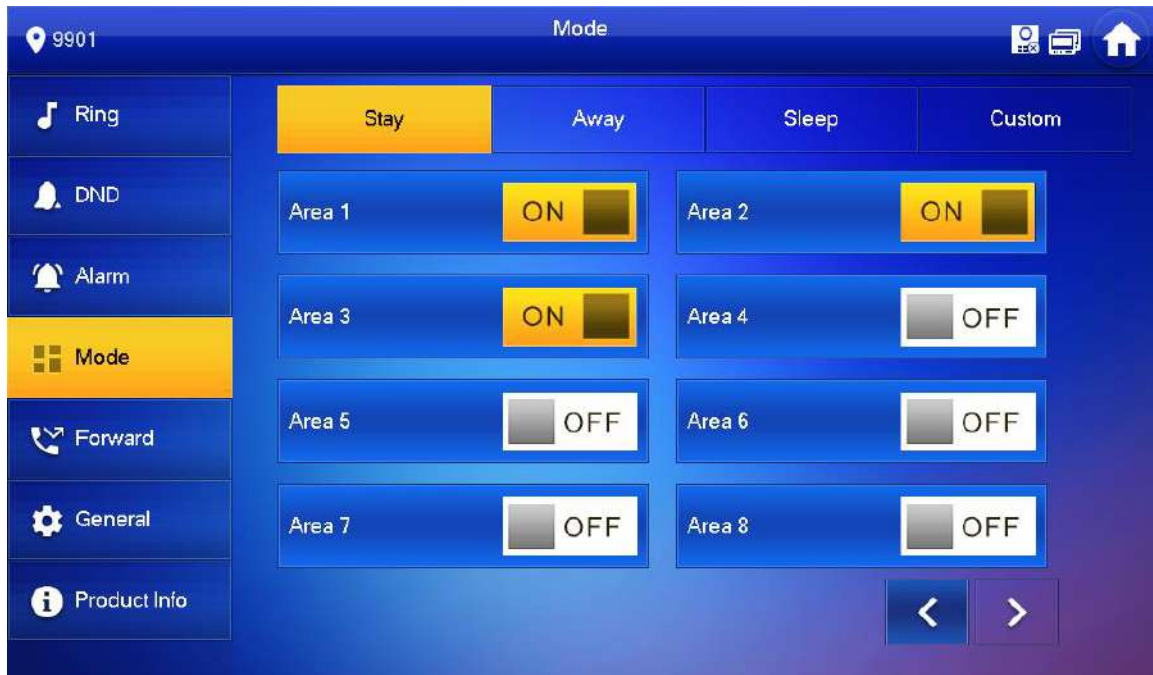 9901
Mode
Ring
DND
Alarm
Mode
Forward
General
Product Info
Stay Away Sleep Custom
Area 1 ON Area 2 ON
Area 3 ON Area 4 OFF
Area 5 OFF Area 6 OFF
Area 7 OFF Area 8 OFF